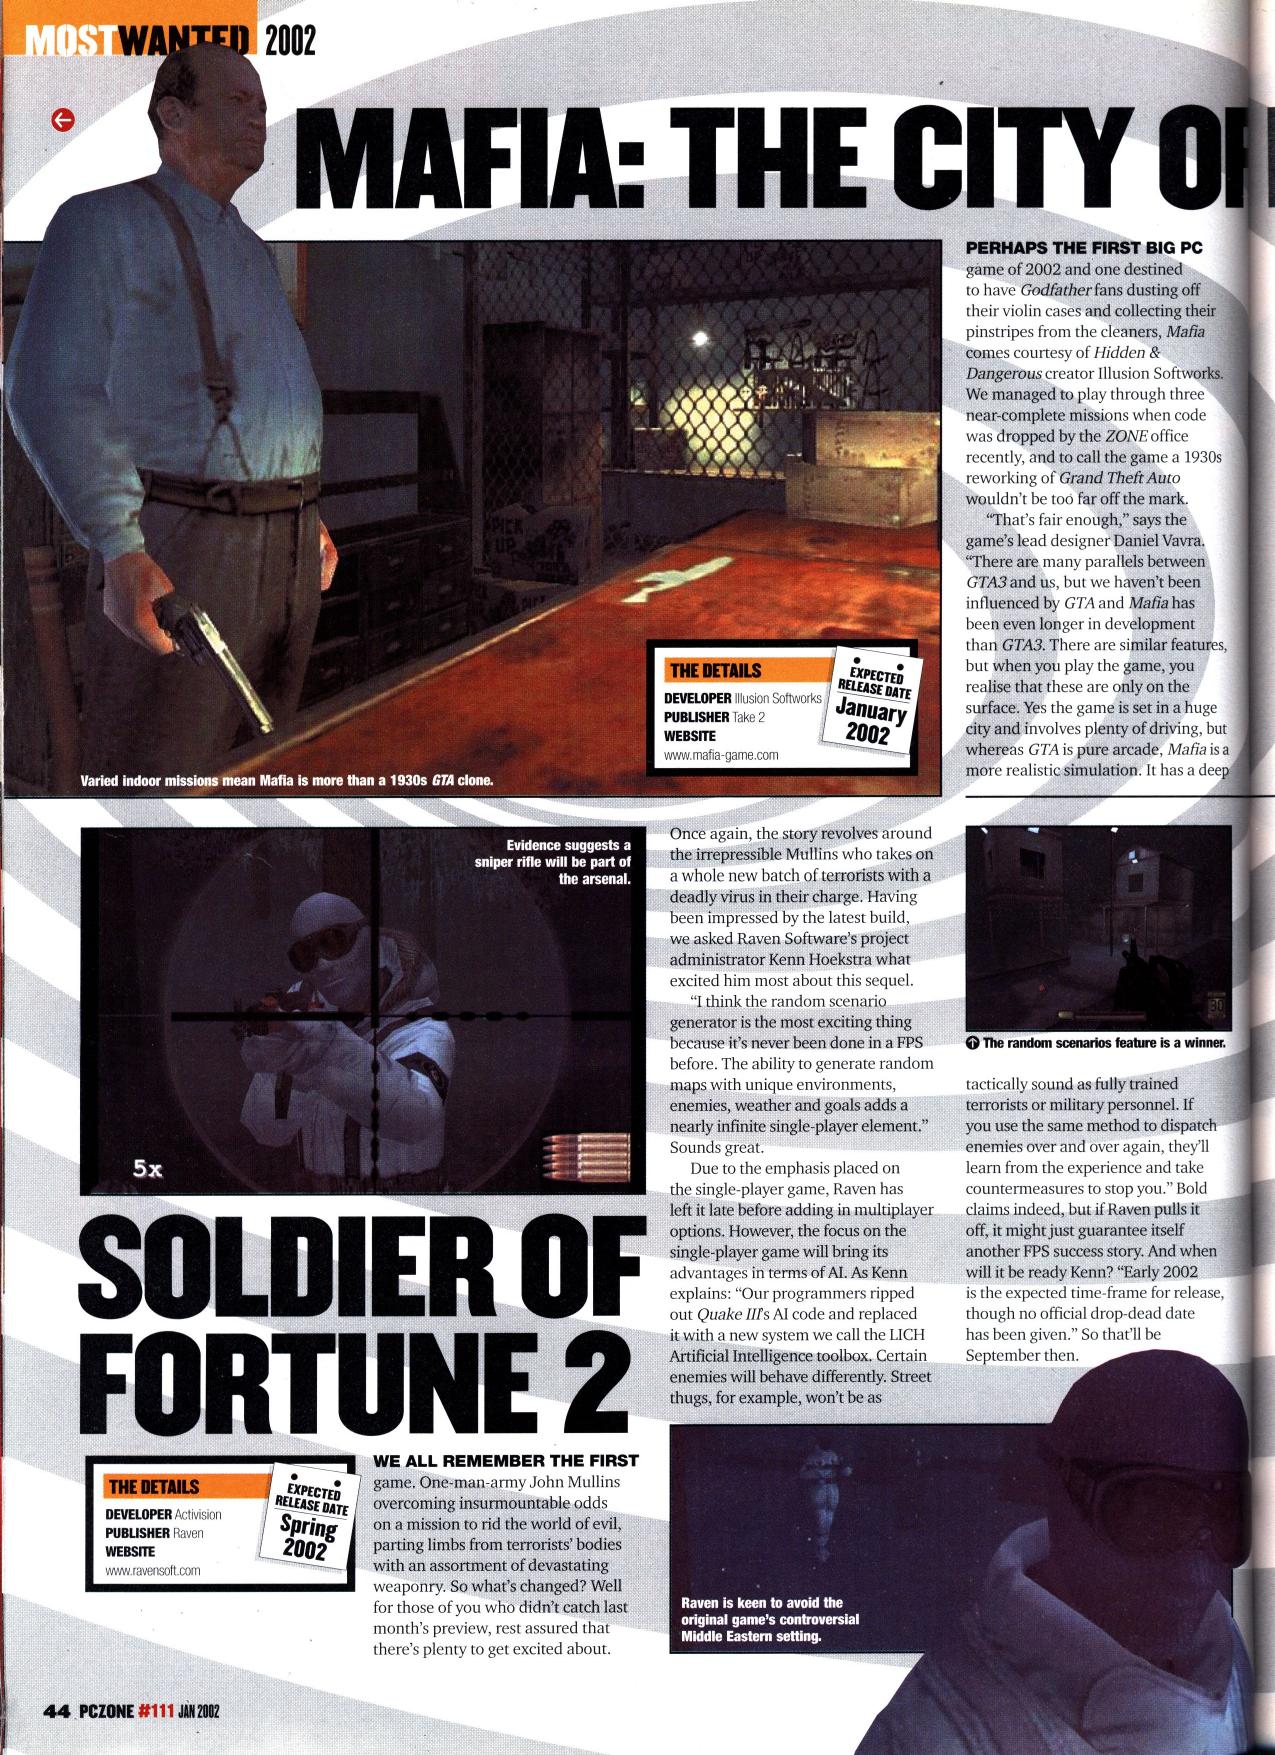 MOSTWANTED 2002
MAFIA: THE CITY OF
PERHAPS THE FIRST BIG PC
game of 2002 and one destined
to have Godfather fans dusting off
their violin cases and collecting their
pinstripes from the cleaners, Mafia
comes courtesy of Hidden &
Dangerous creator Illusion Softworks.
We managed to play through three
near-complete missions when code
was dropped by the ZONE office
recently, and to call the game a 1930s
reworking of Grand Theft Auto
wouldn't be too far off the mark.
"That's fair enough," says the
game's lead designer Daniel Vavra.
"There are many parallels between
GTA3 and us, but we haven't been
influenced by GTA and Mafia has
been even longer in development
than GTA3. There are similar features,
but when you play the game, you
realise that these are only on the
surface. Yes the game is set in a huge
city and involves plenty of driving, but
whereas GTA is pure arcade, Mafia is a
more realistic simulation. It has a deep
PICK
UP
THE DETAILS
DEVELOPER Illusion Softworks
PUBLISHER Take 2
WEBSITE
www.mafia-game.com
EXPECTED
RELEASE DATE
January
2002
Varied indoor missions mean Mafia is more than a 1930s GTA clone.
Evidence suggests a
sniper rifle will be part of
the arsenal.
5x
SOLDIER OF
FORTUNE 2
THE DETAILS
DEVELOPER Activision
PUBLISHER Raven
WEBSITE
www.ravensoft.com
EXPECTED
RELEASE DATE
Spring
2002
WE ALL REMEMBER THE FIRST
game. One-man-army John Mullins
overcoming insurmountable odds
on a mission to rid the world of evil,
parting limbs from terrorists' bodies
with an assortment of devastating
weaponry. So what's changed? Well
for those of you who didn't catch last
month's preview, rest assured that
there's plenty to get excited about.
Once again, the story revolves around
the irrepressible Mullins who takes on
a whole new batch of terrorists with a
deadly virus in their charge. Having
been impressed by the latest build,
we asked Raven Software's project
administrator Kenn Hoekstra what
excited him most about this sequel.
"I think the random scenario
generator is the most exciting thing
because it's never been done in a FPS
before. The ability to generate random
maps with unique environments,
enemies, weather and goals adds a
nearly infinite single-player element."
Sounds great.
Due to the emphasis placed on
the single-player game, Raven has
left it late before adding in multiplayer
options. However, the focus on the
single-player game will bring its
advantages in terms of AI. As Kenn
explains: "Our programmers ripped
out Quake III's AI code and replaced
it with a new system we call the LICH
Artificial Intelligence toolbox. Certain
enemies will behave differently. Street
thugs, for example, won't be as
30
The random scenarios feature is a winner.
tactically sound as fully trained
terrorists or military personnel. If
you use the same method to dispatch
enemies over and over again, they'll
learn from the experience and take
countermeasures to stop you." Bold
claims indeed, but if Raven pulls it
off, it might just guarantee itself
another FPS success story. And when
will it be ready Kenn? "Early 2002
is the expected time-frame for release,
though no official drop-dead date
has been given." So that'll be
September then.
Raven is keen to avoid the
original game's controversial
Middle Eastern setting.
44 PCZONE #111 JAN 2002